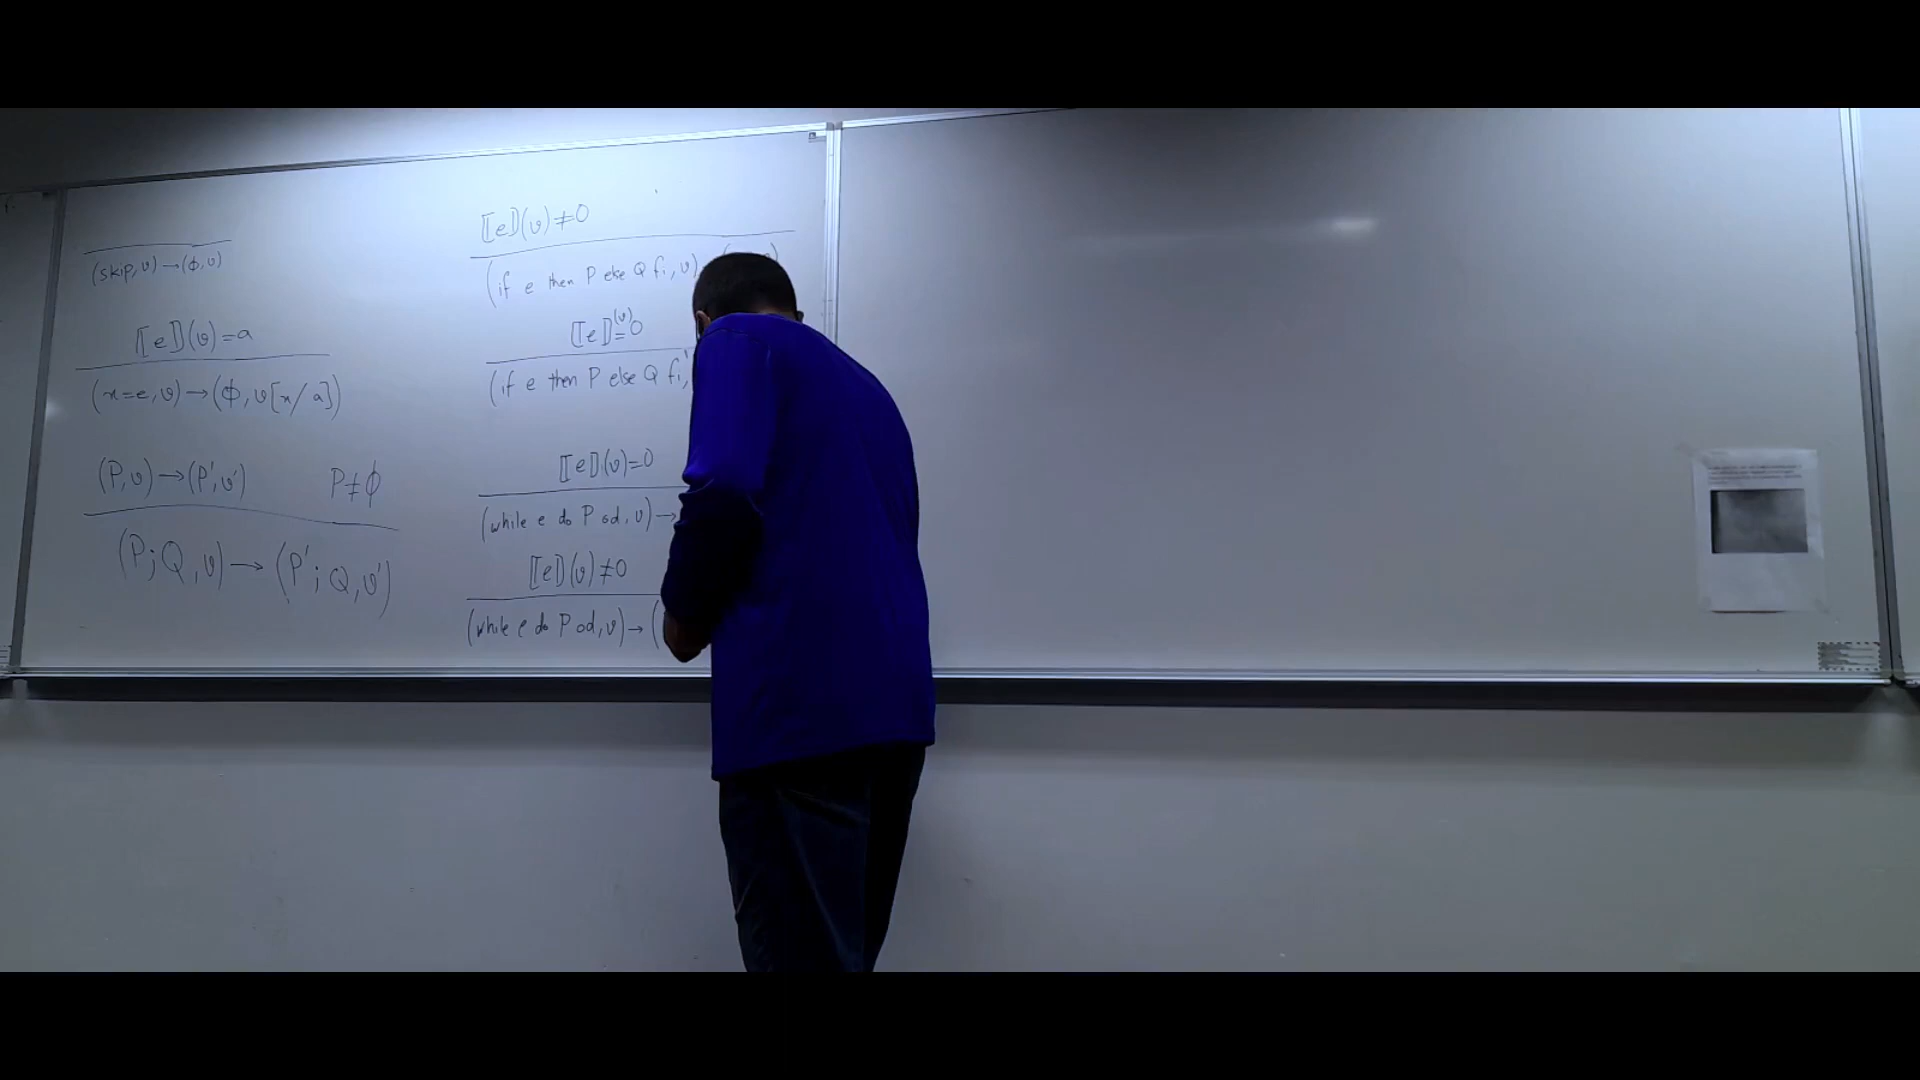 (skip, v) → (ϕ, v)
⟦e⟧(v) = a
(x=e, v) → (ϕ, v[x/a])
(P, v) → (P', v') P ≠ ϕ
(P; Q, v) → (P'; Q, v')
⟦e⟧(v) ≠ 0
(if e then P else Q fi, v)
⟦e⟧(v) = 0
(if e then P else Q fi,
⟦e⟧(v) = 0
(while e do P od, v) →
⟦e⟧(v) ≠ 0
(while e do P od, v) → (